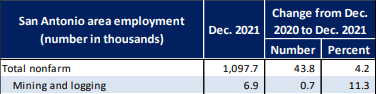 San Antonio area employment (number in thousands) Dec. 2021 Change from Dec. 2020 to Dec. 2021
Number Percent
Total nonfarm 1,097.7 43.8 4.2
Mining and logging 6.9 0.7 11.3